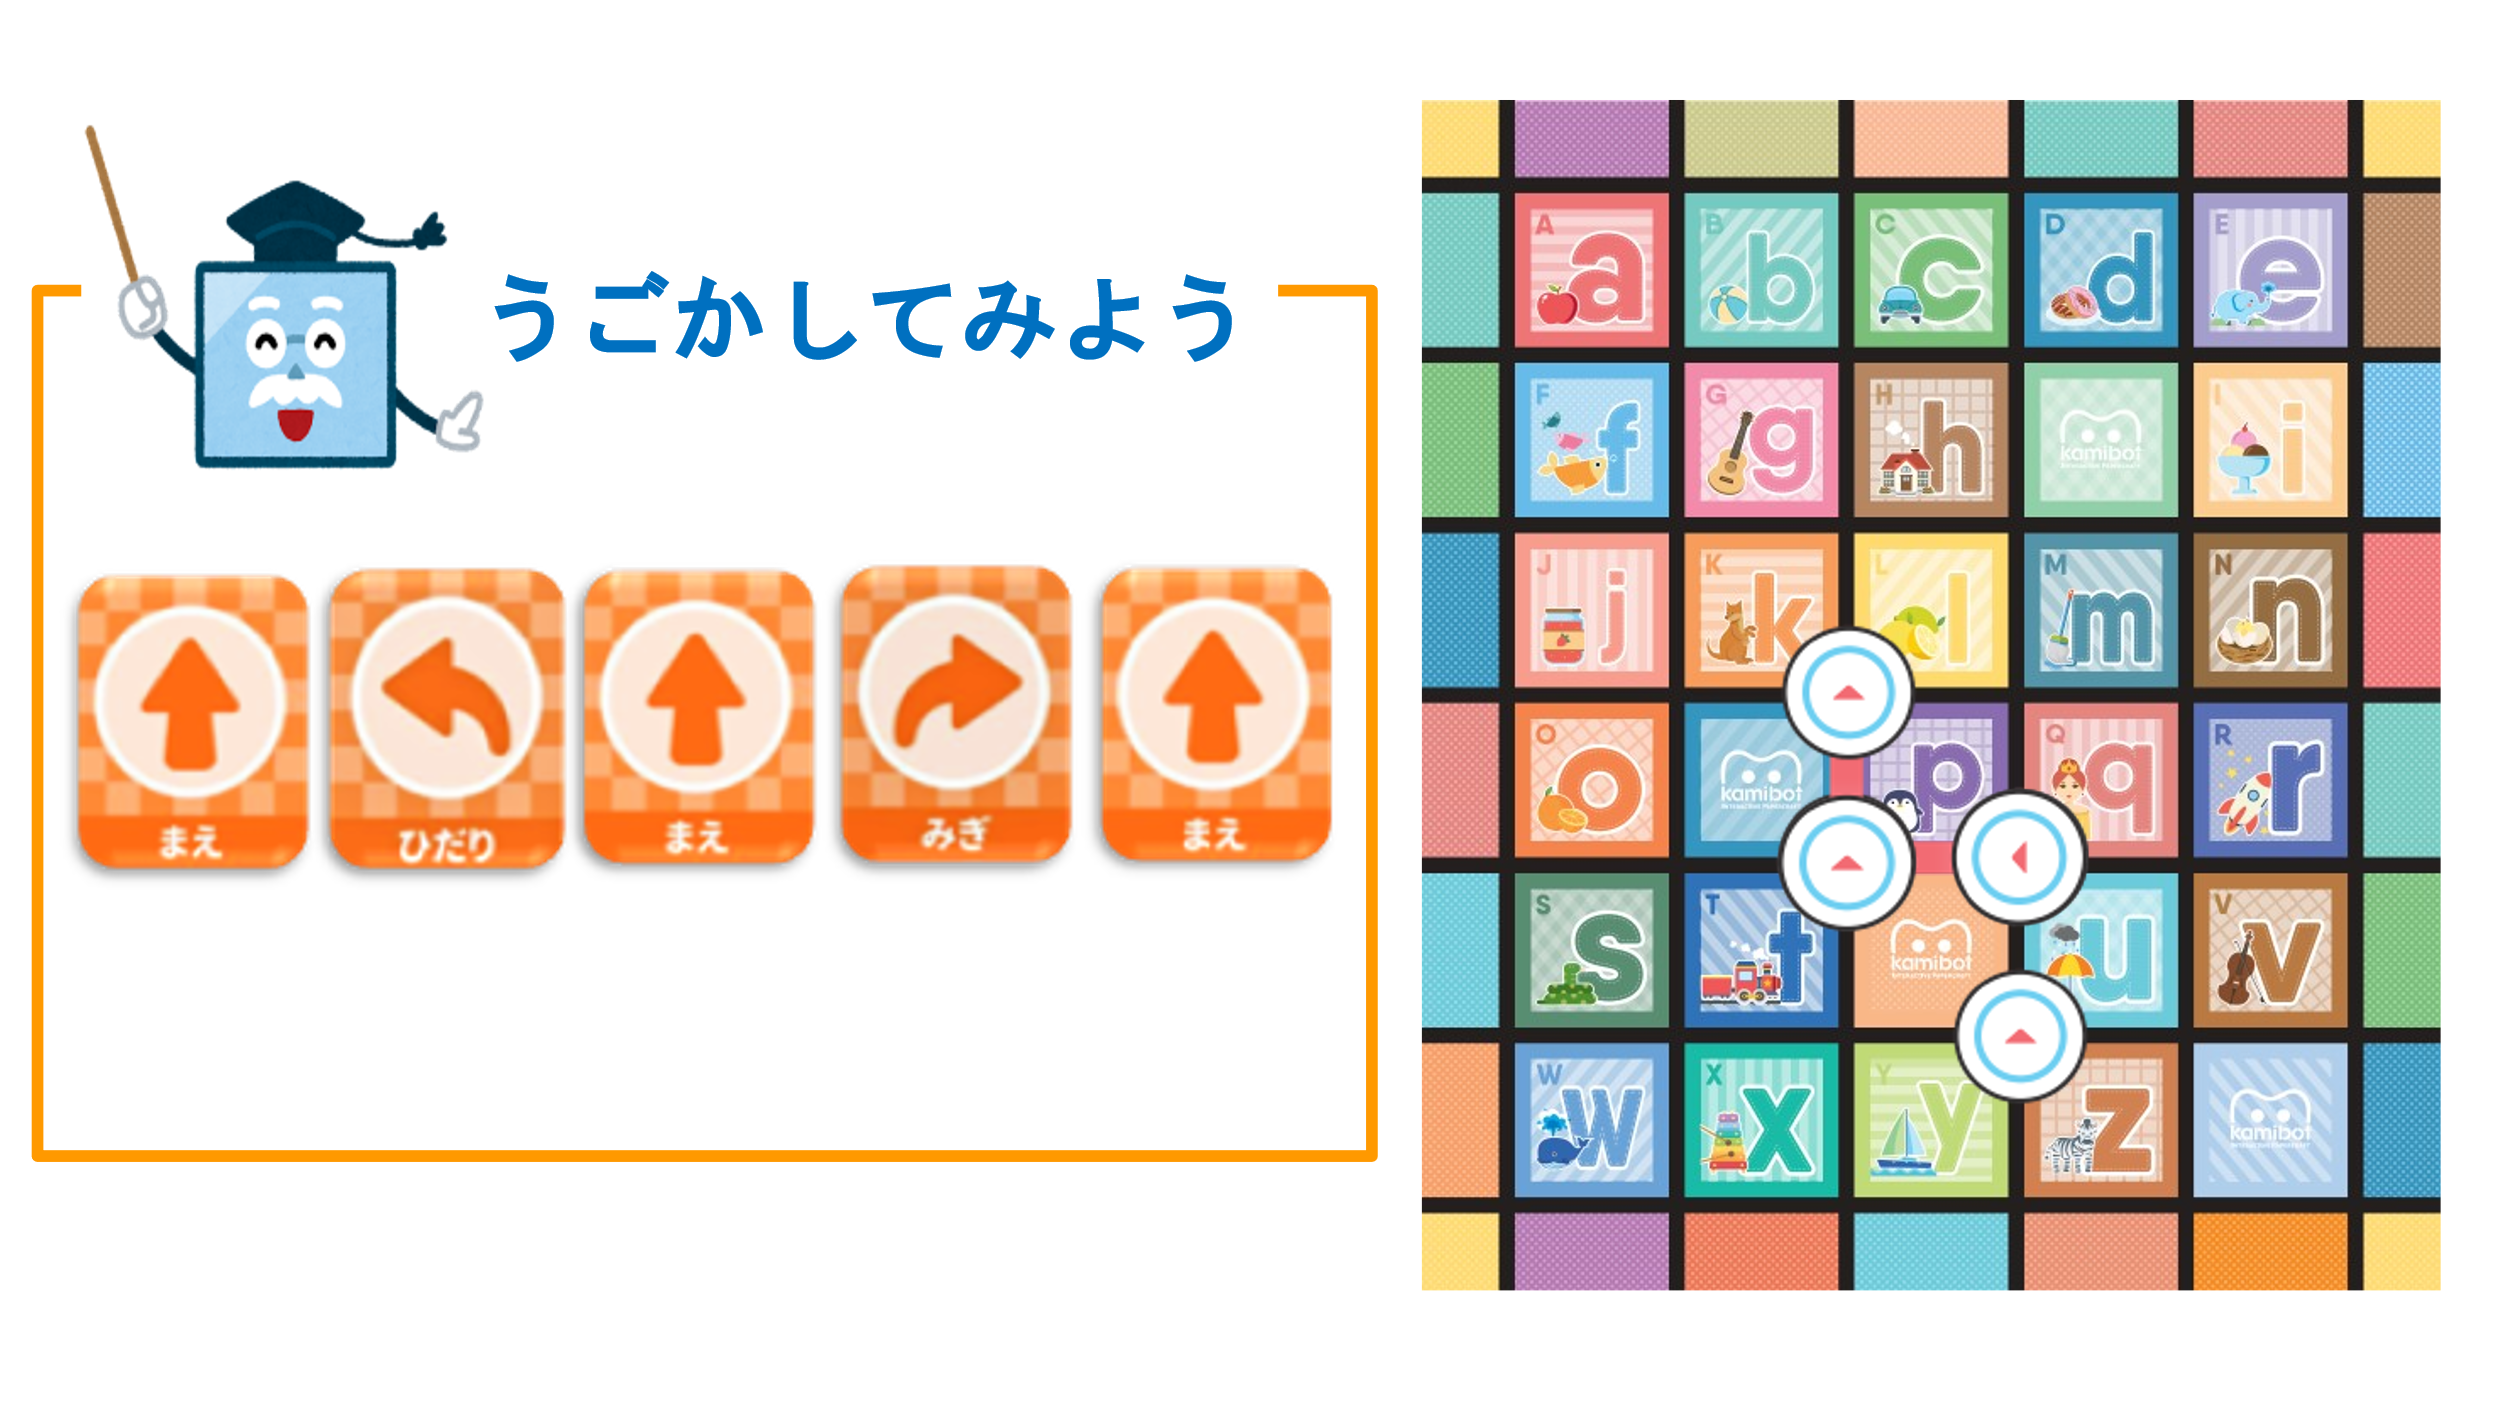 うごかしてみよう
まえ
ひだり
まえ
みぎ
まえ
A a
B b
C c
D d
E e
F f
G g
H h
kamibot
I i
J j
K k
L l
M m
N n
O o
kamibot
p
Q q
R r
S s
T t
kamibot
u
V v
W w
X x
Y y
z
kamibot